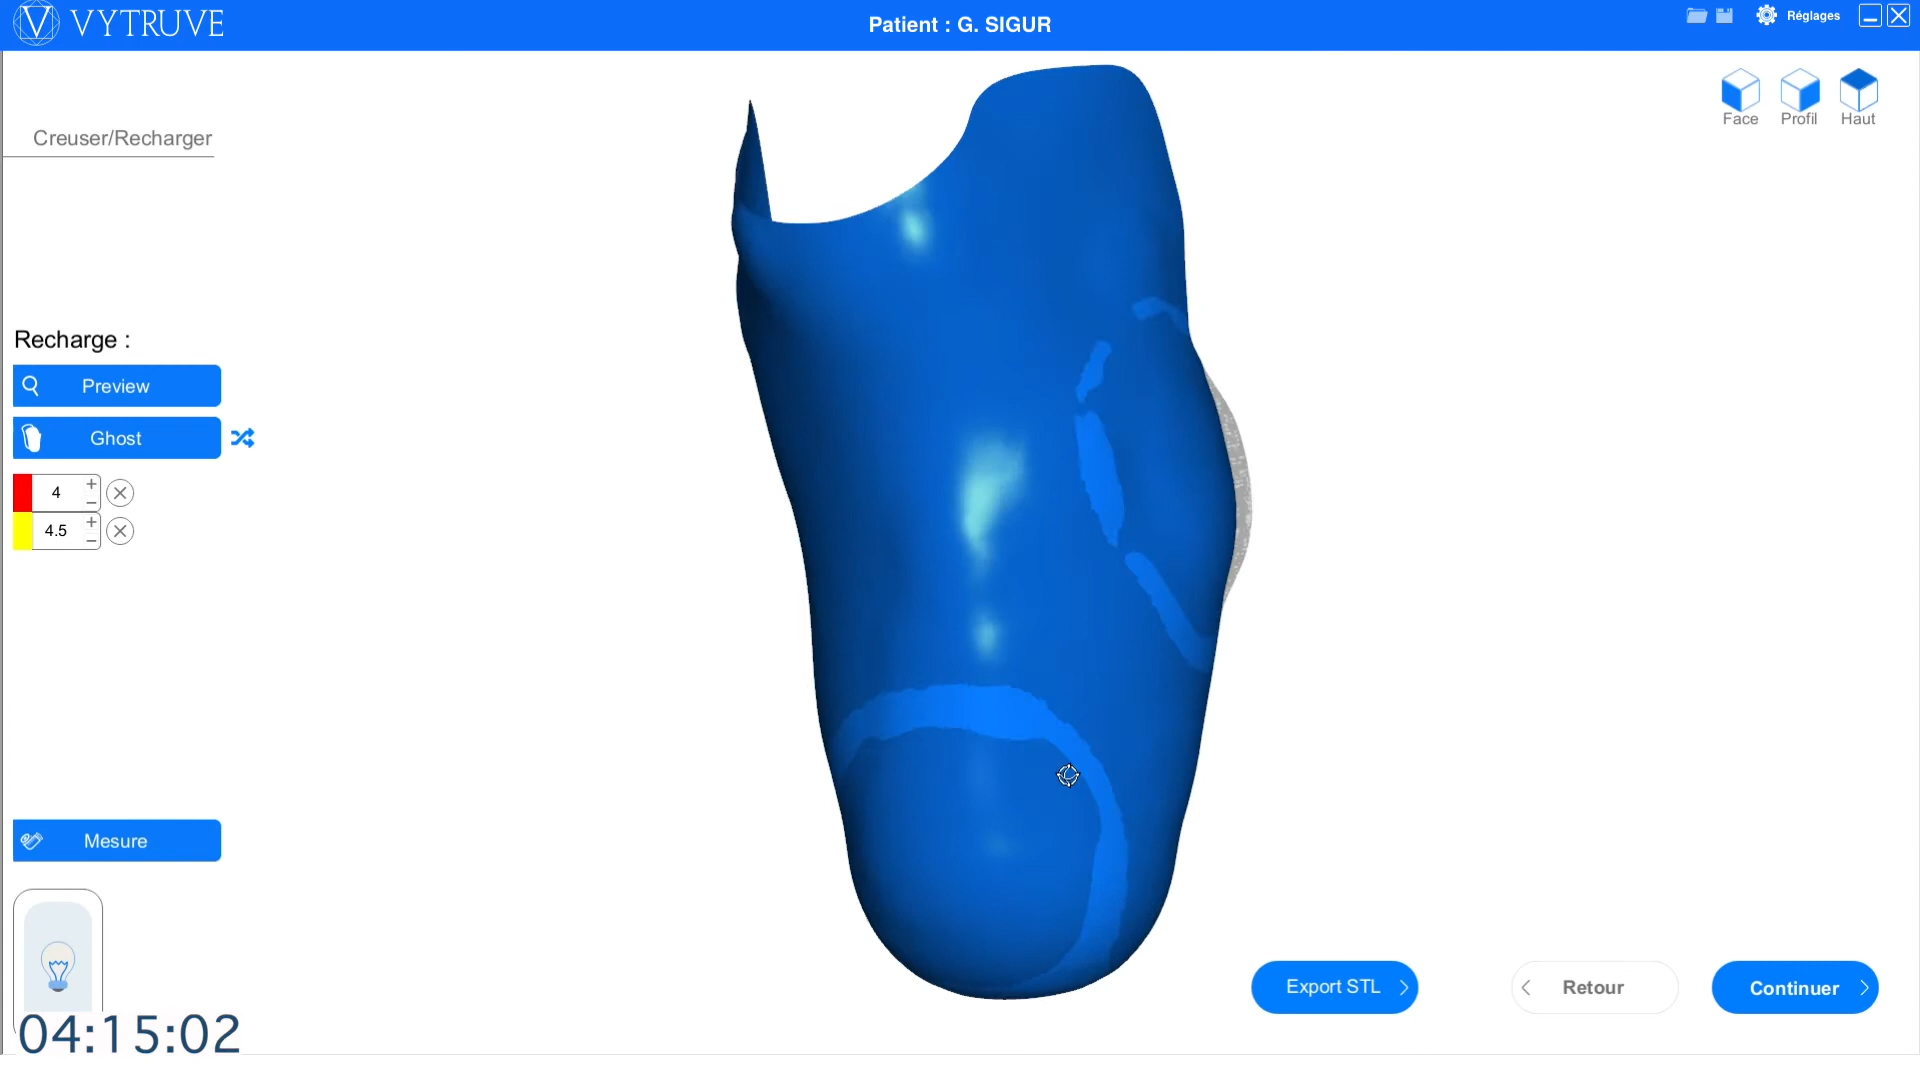 VYTRUVE
Patient : G. SIGUR
Réglages
Face
Profil
Haut
Creuser/Recharger
Recharge :
Preview
Ghost
4
4.5
Mesure
Export STL
Retour
Continuer
04:15:02